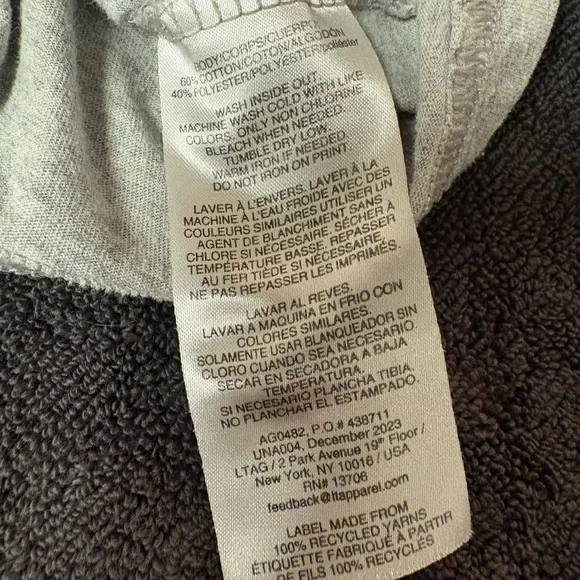 BODY/CORPS/CUERPO:
60% COTTON/COTON/ALGODÓN
40% POLYESTER/POLYESTER/poliéster
WASH INSIDE OUT.
MACHINE WASH COLD WITH LIKE
COLORS, ONLY NON CHLORINE
BLEACH WHEN NEEDED.
TUMBLE DRY LOW.
WARM IRON IF NEEDED.
DO NOT IRON ON PRINT.
LAVER À L'ENVERS. LAVER À LA
MACHINE À L'EAU FROIDE AVEC DES
COULEURS SIMILAIRES UTILISER UN
AGENT DE BLANCHIMENT SANS
CHLORE SI NÉCESSAIRE. SÉCHER À
TEMPÉRATURE BASSE. REPASSER
AU FER TIÈDE SI NÉCESSAIRE.
NE PAS REPASSER LES IMPRIMÉS.
LAVAR AL REVES.
LAVAR A MAQUINA EN FRIO CON
COLORES SIMILARES.
SOLAMENTE USAR BLANQUEADOR SIN
CLORO CUANDO SEA NECESARIO.
SECAR EN SECADORA A BAJA
TEMPERATURA.
SI NECESARIO PLANCHA TIBIA.
NO PLANCHAR EL ESTAMPADO.
AG0482, P.O.# 438711
UNA004, December 2023
LTAG / 2 Park Avenue 19th Floor /
New York, NY 10016 / USA
RN# 13706
feedback@ltapparel.com
LABEL MADE FROM
100% RECYCLED YARNS
ÉTIQUETTE FABRIQUÉE À PARTIR
DE FILS 100% RECYCLÉS